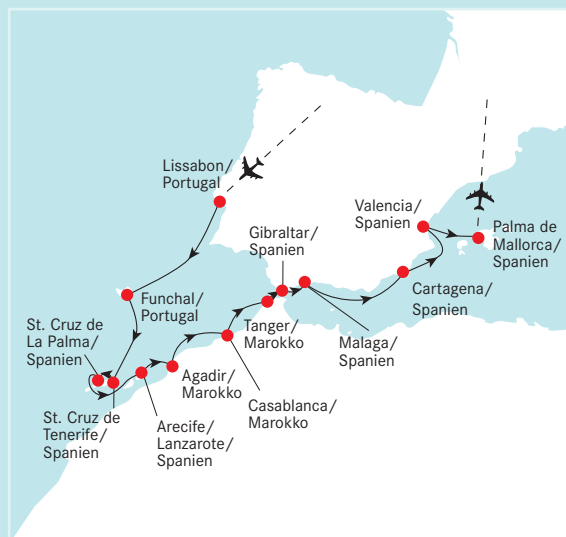 Lissabon/
Portugal
Valencia/
Spanien
Gibraltar/
Spanien
Palma de
Mallorca/
Spanien
Cartagena/
Spanien
Funchal/
Portugal
St. Cruz de
La Palma/
Spanien
Tanger/
Marokko
Malaga/
Spanien
Agadir/
Marokko
Casablanca/
Marokko
St. Cruz de
Tenerife/
Spanien
Arecife/
Lanzarote/
Spanien